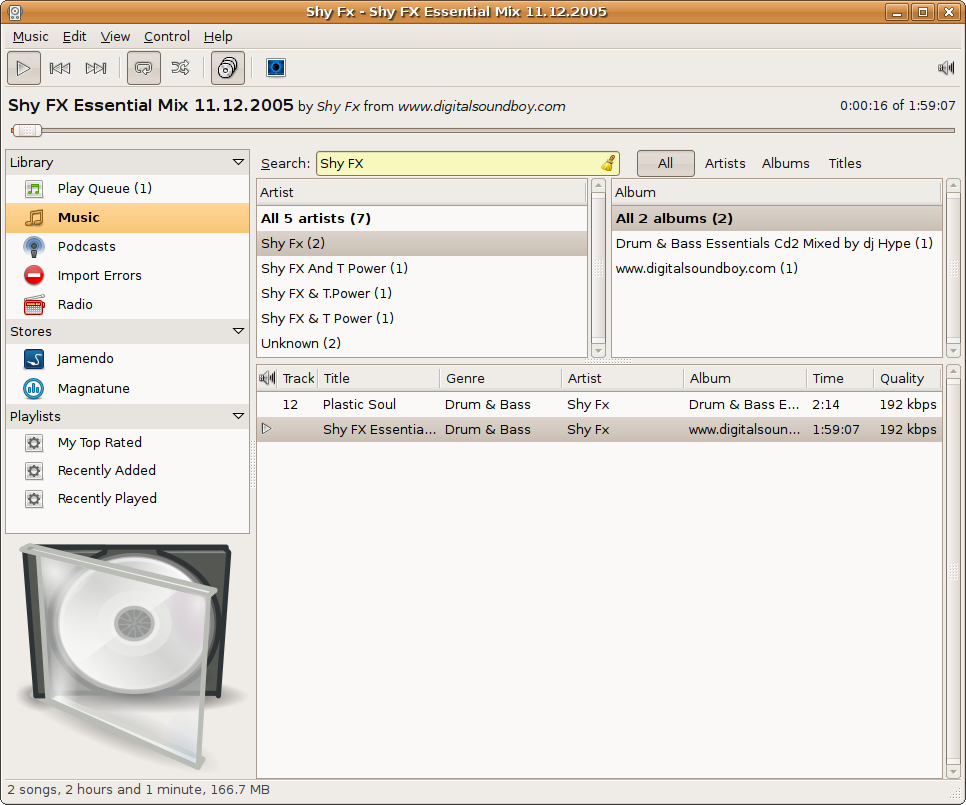 Shy Fx - Shy FX Essential Mix 11.12.2005
Music Edit View Control Help
Shy FX Essential Mix 11.12.2005 by Shy Fx from www.digitalsoundboy.com 0:00:16 of 1:59:07
Library
Play Queue (1)
Music
Podcasts
Import Errors
Radio
Stores
Jamendo
Magnatune
Playlists
My Top Rated
Recently Added
Recently Played
Search: Shy FX All Artists Albums Titles
Artist
All 5 artists (7)
Shy Fx (2)
Shy FX And T Power (1)
Shy FX & T.Power (1)
Shy FX & T Power (1)
Unknown (2)
Album
All 2 albums (2)
Drum & Bass Essentials Cd2 Mixed by dj Hype (1)
www.digitalsoundboy.com (1)
Track Title Genre Artist Album Time Quality
12 Plastic Soul Drum & Bass Shy Fx Drum & Bass E... 2:14 192 kbps
Shy FX Essentia... Drum & Bass Shy Fx www.digitalsoun... 1:59:07 192 kbps
2 songs, 2 hours and 1 minute, 166.7 MB